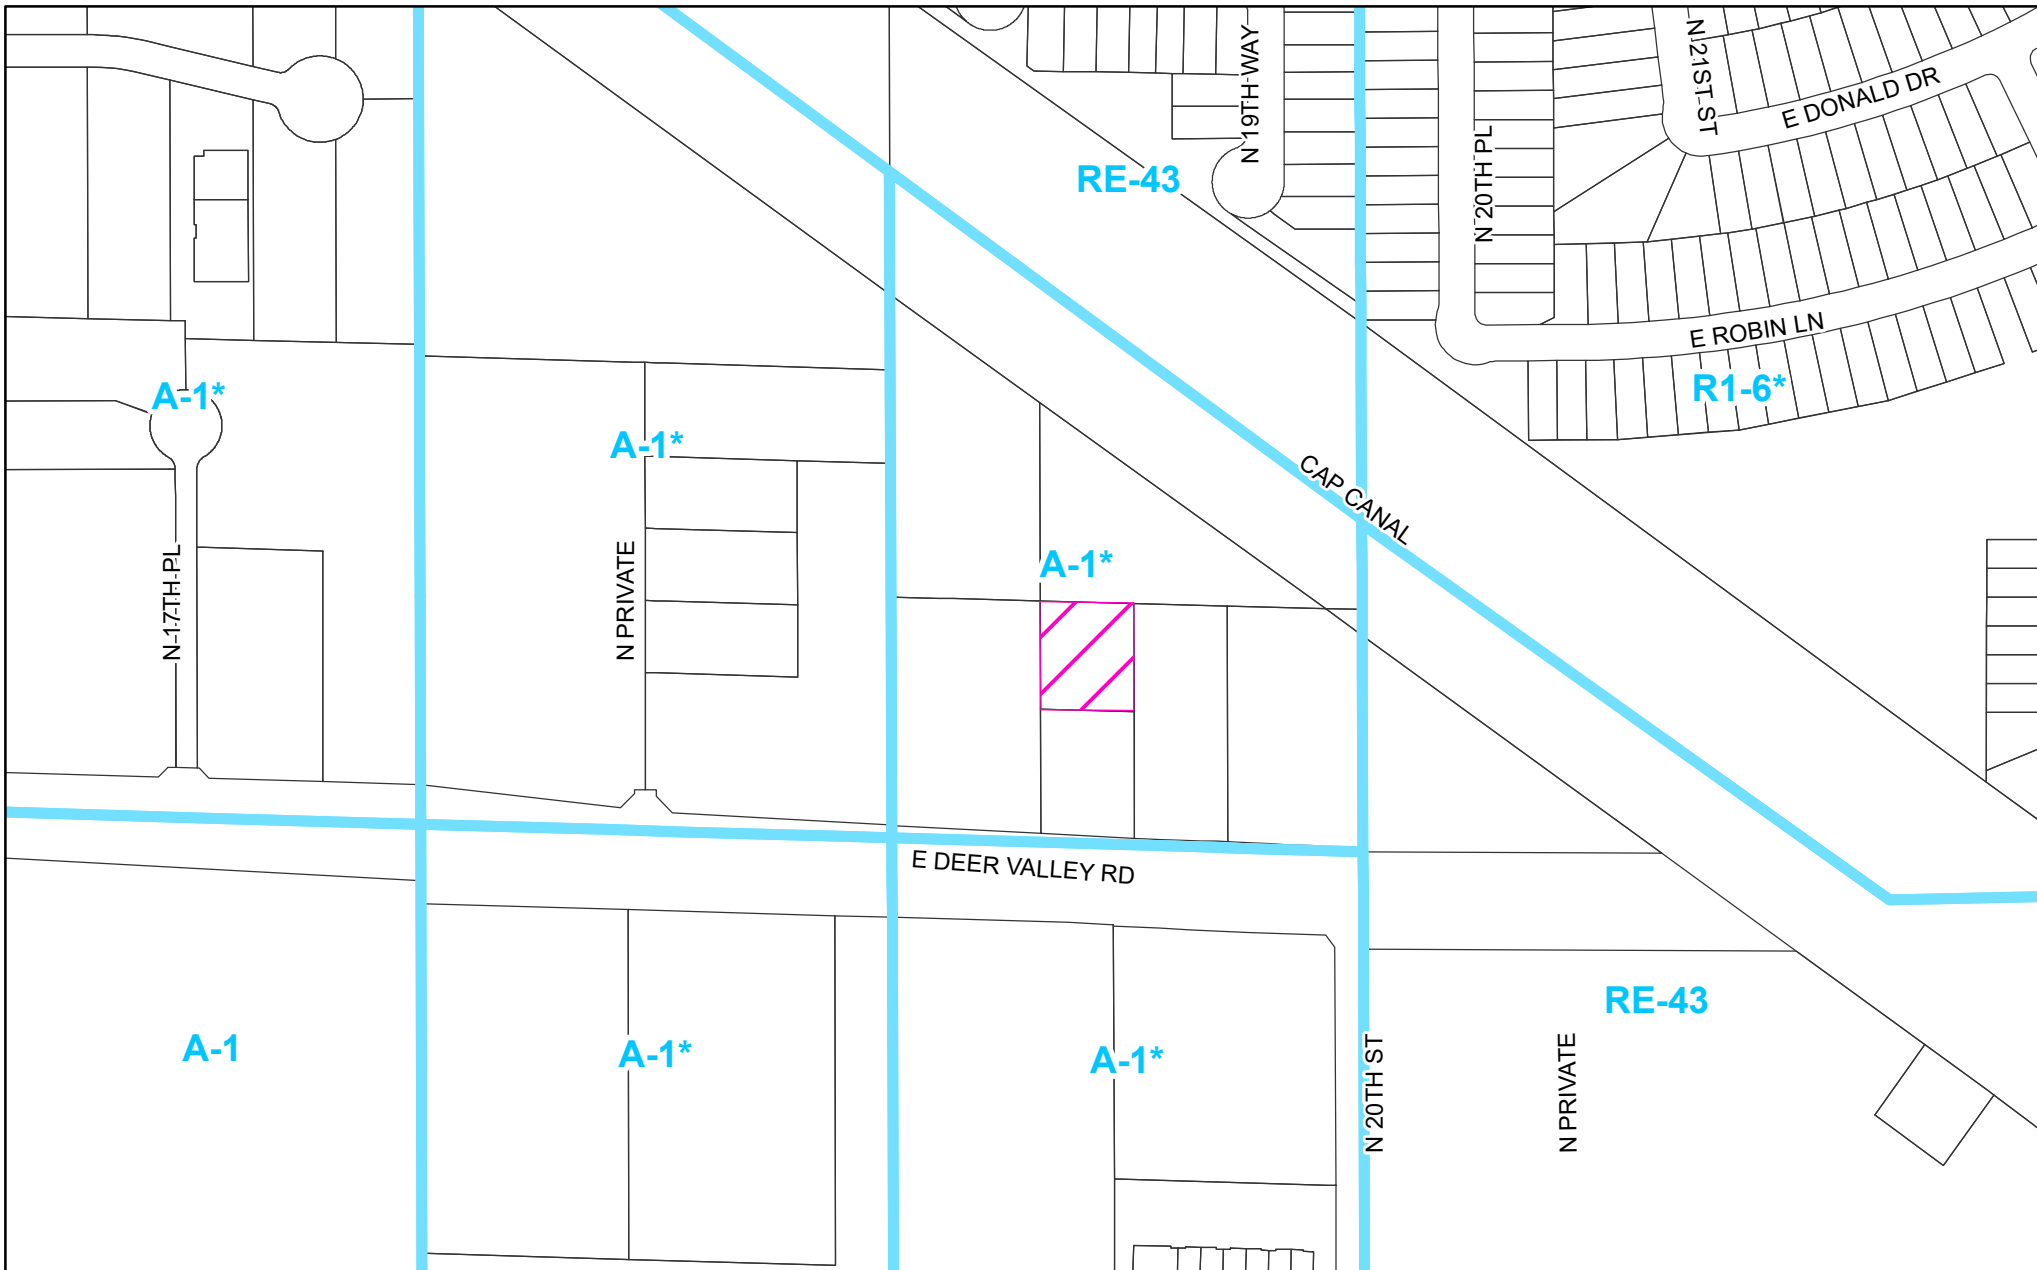 N 19TH WAY
N 21ST ST
E DONALD DR
RE-43
N 20TH PL
E ROBIN LN
A-1*
R1-6*
A-1*
CAP CANAL
A-1*
N 17TH PL
N PRIVATE
E DEER VALLEY RD
RE-43
A-1
A-1*
A-1*
N 20TH ST
N PRIVATE